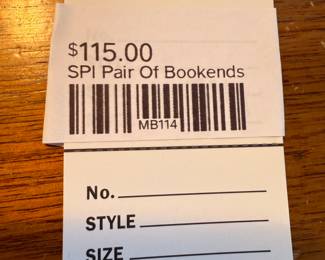 $115.00
SPI Pair Of Bookends
MB114
No.
STYLE
SIZE